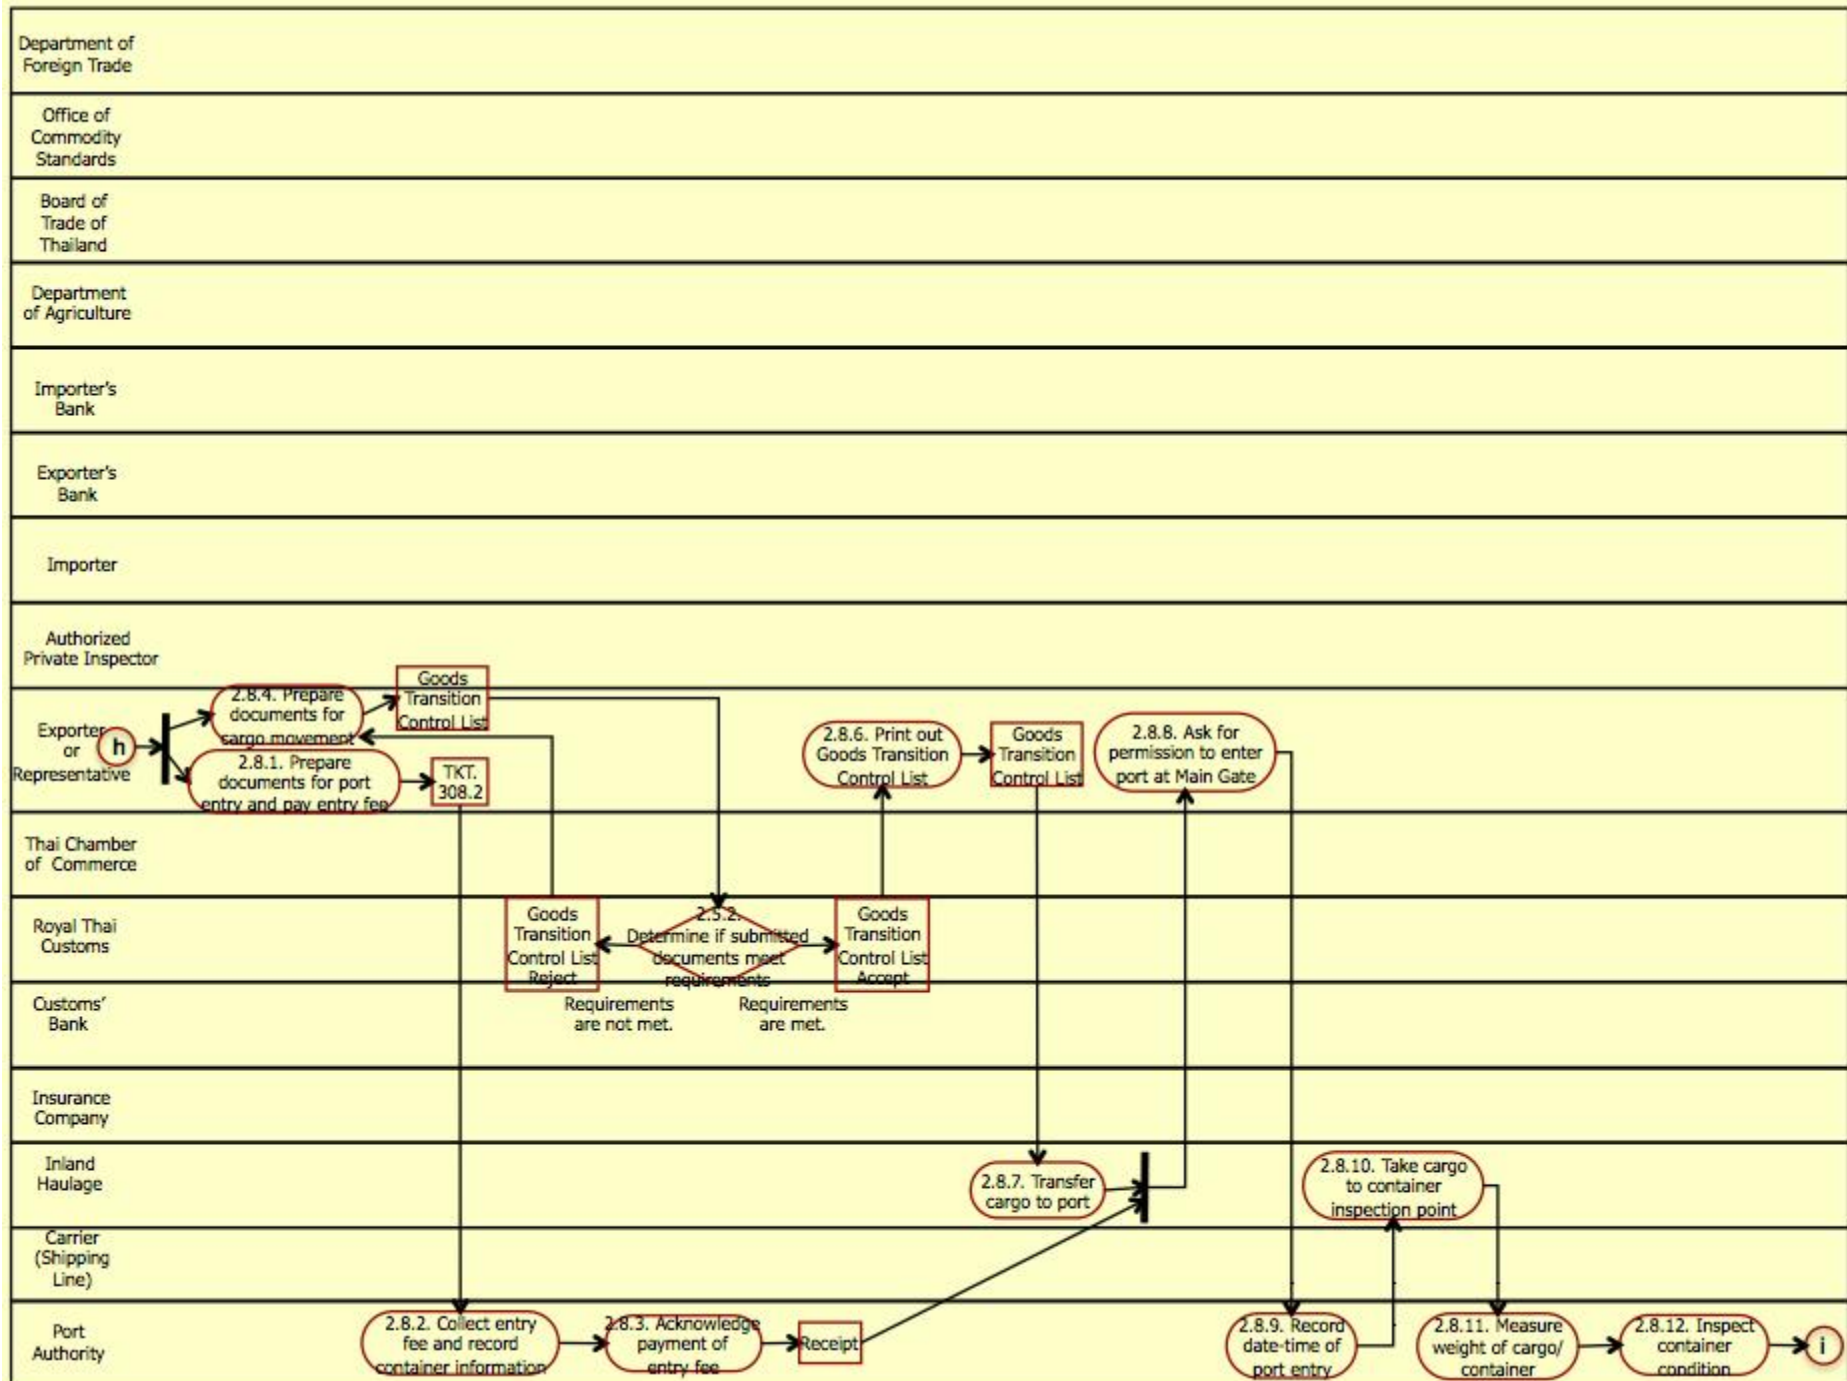 Department of
Foreign Trade
Office of
Commodity
Standards
Board of
Trade of
Thailand
Department
of Agriculture
Importer's
Bank
Exporter's
Bank
Importer
Authorized
Private Inspector
Exporter
or
Representative
h
2.8.4. Prepare
documents for
cargo movement
Goods
Transition
Control List
2.8.1. Prepare
documents for port
entry and pay entry fee
TKT.
308.2
2.8.6. Print out
Goods Transition
Control List
Goods
Transition
Control List
2.8.8. Ask for
permission to enter
port at Main Gate
Thai Chamber
of Commerce
Royal Thai
Customs
Goods
Transition
Control List
Reject
2.5.2.
Determine if submitted
documents meet
requirements
Goods
Transition
Control List
Accept
Customs'
Bank
Requirements
are not met.
Requirements
are met.
Insurance
Company
Inland
Haulage
2.8.7. Transfer
cargo to port
2.8.10. Take cargo
to container
inspection point
Carrier
(Shipping
Line)
Port
Authority
2.8.2. Collect entry
fee and record
container information
2.8.3. Acknowledge
payment of
entry fee
Receipt
2.8.9. Record
date-time of
port entry
2.8.11. Measure
weight of cargo/
container
2.8.12. Inspect
container
condition
i